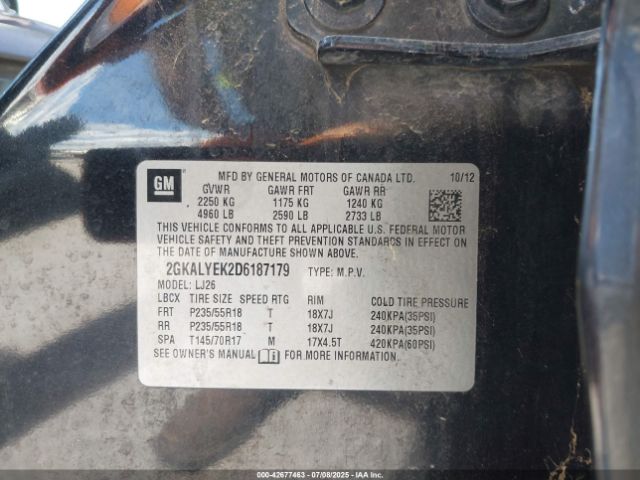 GM
MFD BY GENERAL MOTORS OF CANADA LTD. 10/12
GVWR GAWR FRT GAWR RR
2250 KG 1175 KG 1240 KG
4960 LB 2590 LB 2733 LB
THIS VEHICLE CONFORMS TO ALL APPLICABLE U.S. FEDERAL MOTOR
VEHICLE SAFETY AND THEFT PREVENTION STANDARDS IN EFFECT ON
THE DATE OF MANUFACTURE SHOWN ABOVE.
2GKALYEK2D6187179 TYPE: M.P.V.
MODEL: LJ26
LBCX TIRE SIZE SPEED RTG RIM COLD TIRE PRESSURE
FRT P235/55R18 T 18X7J 240KPA(35PSI)
RR P235/55R18 T 18X7J 240KPA(35PSI)
SPA T145/70R17 M 17X4.5T 420KPA(60PSI)
SEE OWNER'S MANUAL FOR MORE INFORMATION.
000-42677463 07/08/2025 IAAI.COM